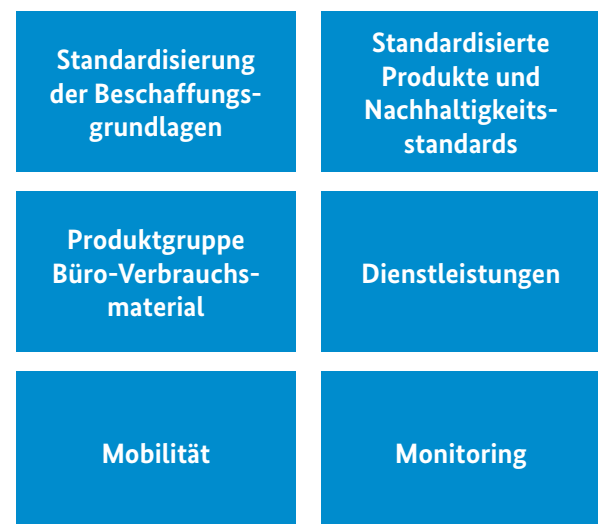 Standardisierung
der Beschaffungs-
grundlagen
Standardisierte
Produkte und
Nachhaltigkeits-
standards
Produktgruppe
Büro-Verbrauchs-
material
Dienstleistungen
Mobilität
Monitoring